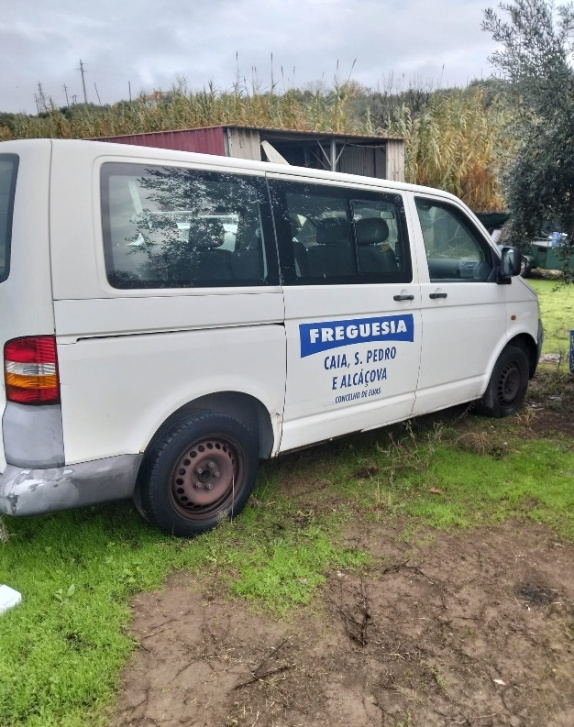 FREGUESIA
CAIA, S. PEDRO
E ALCÁÇOVA
CONCELHO DE ELVAS